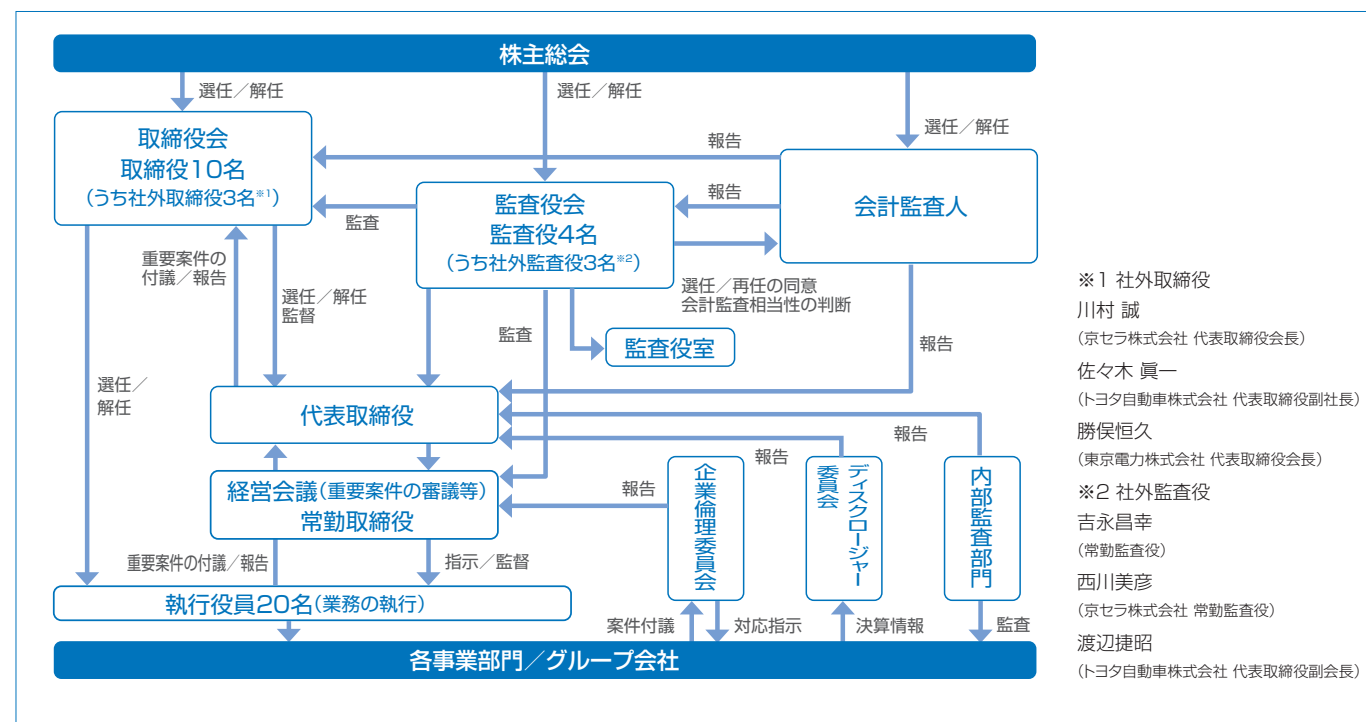 株主総会
選任／解任
選任／解任
選任／解任
取締役会
取締役10名
（うち社外取締役3名※1）
報告
報告
監査
監査役会
監査役4名
（うち社外監査役3名※2）
会計監査人
重要案件の
付議／報告
選任／解任
監督
選任／再任の同意
会計監査相当性の判断
監査
監査役室
報告
選任／
解任
代表取締役
報告
報告
報告
経営会議（重要案件の審議等）
常勤取締役
企業倫理委員会
ディスクロージャー
委員会
内部監査部門
重要案件の付議／報告
指示／監督
執行役員20名（業務の執行）
案件付議
対応指示
決算情報
監査
各事業部門／グループ会社
※1 社外取締役
川村 誠
（京セラ株式会社 代表取締役会長）
佐々木 眞一
（トヨタ自動車株式会社 代表取締役副社長）
勝俣恒久
（東京電力株式会社 代表取締役会長）
※2 社外監査役
吉永昌幸
（常勤監査役）
西川美彦
（京セラ株式会社 常勤監査役）
渡辺捷昭
（トヨタ自動車株式会社 代表取締役副会長）